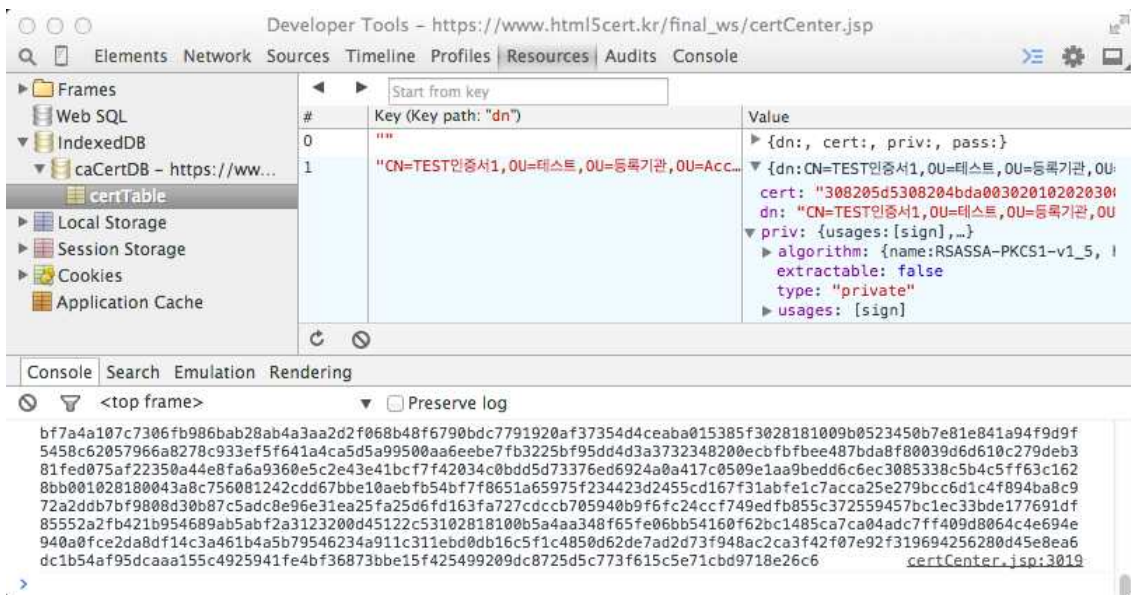 Developer Tools – https://www.html5cert.kr/final_ws/certCenter.jsp
Elements Network Sources Timeline Profiles Resources Audits Console
Frames
Web SQL
IndexedDB
caCertDB – https://ww...
certTable
Local Storage
Session Storage
Cookies
Application Cache
Start from key
# Key (Key path: "dn") Value
0 "" {dn:, cert:, priv:, pass:}
1 "CN=TEST인증서1,OU=테스트,OU=등록기관,OU=Acc... {dn:CN=TEST인증서1,OU=테스트,OU=등록기관,OU
cert: "308205d5308204bda00302010202030
dn: "CN=TEST인증서1,OU=테스트,OU=등록기관,OU
priv: {usages:[sign],…}
algorithm: {name:RSASSA-PKCS1-v1_5,
extractable: false
type: "private"
usages: [sign]
Console Search Emulation Rendering
<top frame> Preserve log
bf7a4a107c7306fb986bab28ab4a3aa2d2f068b48f6790bdc7791920af37354d4ceaba015385f3028181009b0523450b7e81e841a94f9d9f
5458c62057966a8278c933ef5f641a4ca5d5a99500aa6eebe7fb3225bf95dd4d3a3732348200ecbfbfbee487bda8f80039d6d610c279deb3
81fed075af22350a44e8fa6a9360e5c2e43e41bcf7f42034c0bdd5d73376ed6924a0a417c0509e1aa9bedd6c6ec3085338c5b4c5ff63c162
8bb001028180043a8c756081242cdd67bbe10aebfb54bf7f8651a65975f234423d2455cd167f31abfe1c7acca25e279bcc6d1c4f894ba8c9
72a2ddb7bf9808d30b87c5adc8e96e31ea25fa25d6fd163fa727cdccb705940b9f6fc24ccf749edfb855c372559457bc1ec33bde177691df
85552a2fb421b954689ab5abf2a3123200d45122c53102818100b5a4aa348f65fe06bb54160f62bc1485ca7ca04adc7ff409d8064c4e694e
940a0fce2da8df14c3a461b4a5b79546234a911c311ebd0db16c5f1c4850d62de7ad2d73f948ac2ca3f42f07e92f319694256280d45e8ea6
dc1b54af95dcaaa155c4925941fe4bf36873bbe15f425499209dc8725d5c773f615c5e71cbd9718e26c6 certCenter.jsp:3019